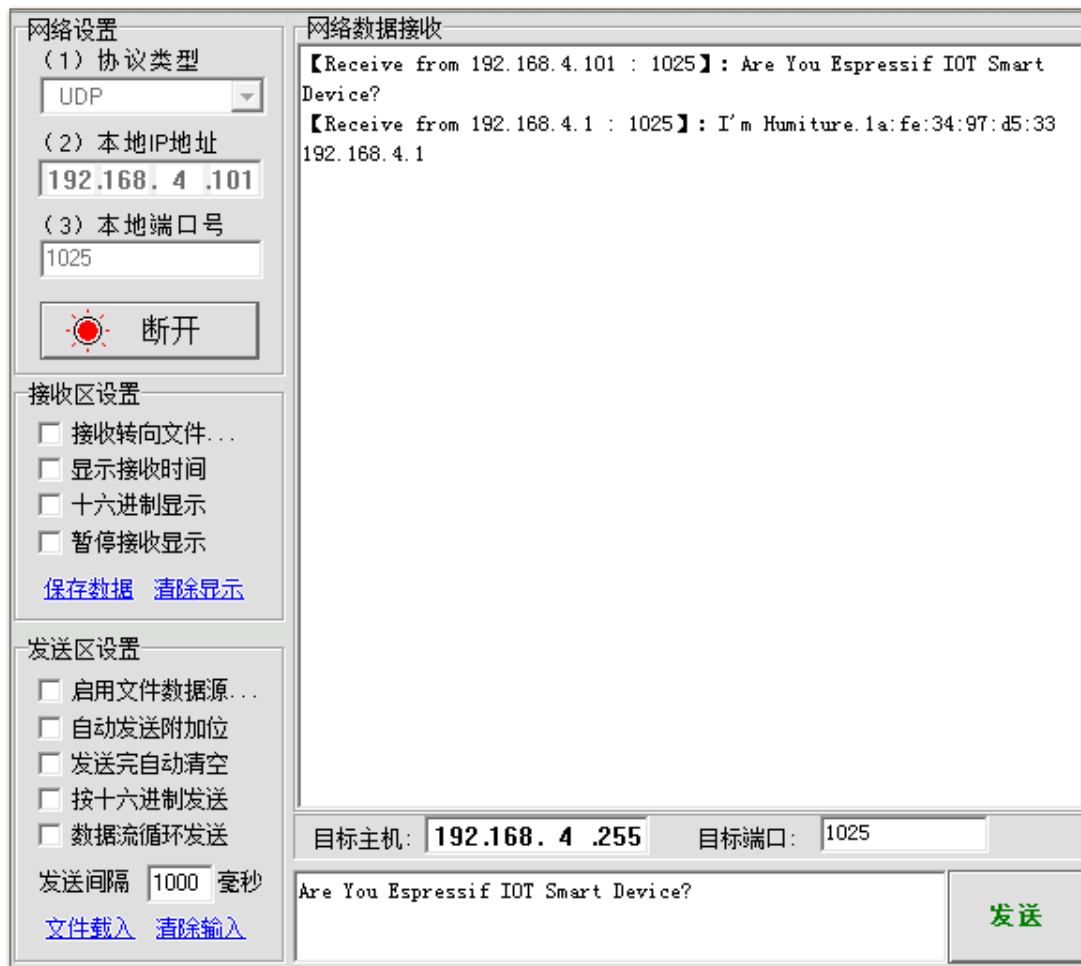 网络设置
（1）协议类型
UDP
（2）本地IP地址
192.168. 4 .101
（3）本地端口号
1025
断开
接收区设置
接收转向文件...
显示接收时间
十六进制显示
暂停接收显示
保存数据 清除显示
发送区设置
启用文件数据源...
自动发送附加位
发送完自动清空
按十六进制发送
数据流循环发送
发送间隔 1000 毫秒
文件载入 清除输入
网络数据接收
【Receive from 192.168.4.101 : 1025】: Are You Espressif IOT Smart
Device?
【Receive from 192.168.4.1 : 1025】: I'm Humiture.1a:fe:34:97:d5:33
192.168.4.1
目标主机: 192.168. 4 .255 目标端口: 1025
Are You Espressif IOT Smart Device?
发送